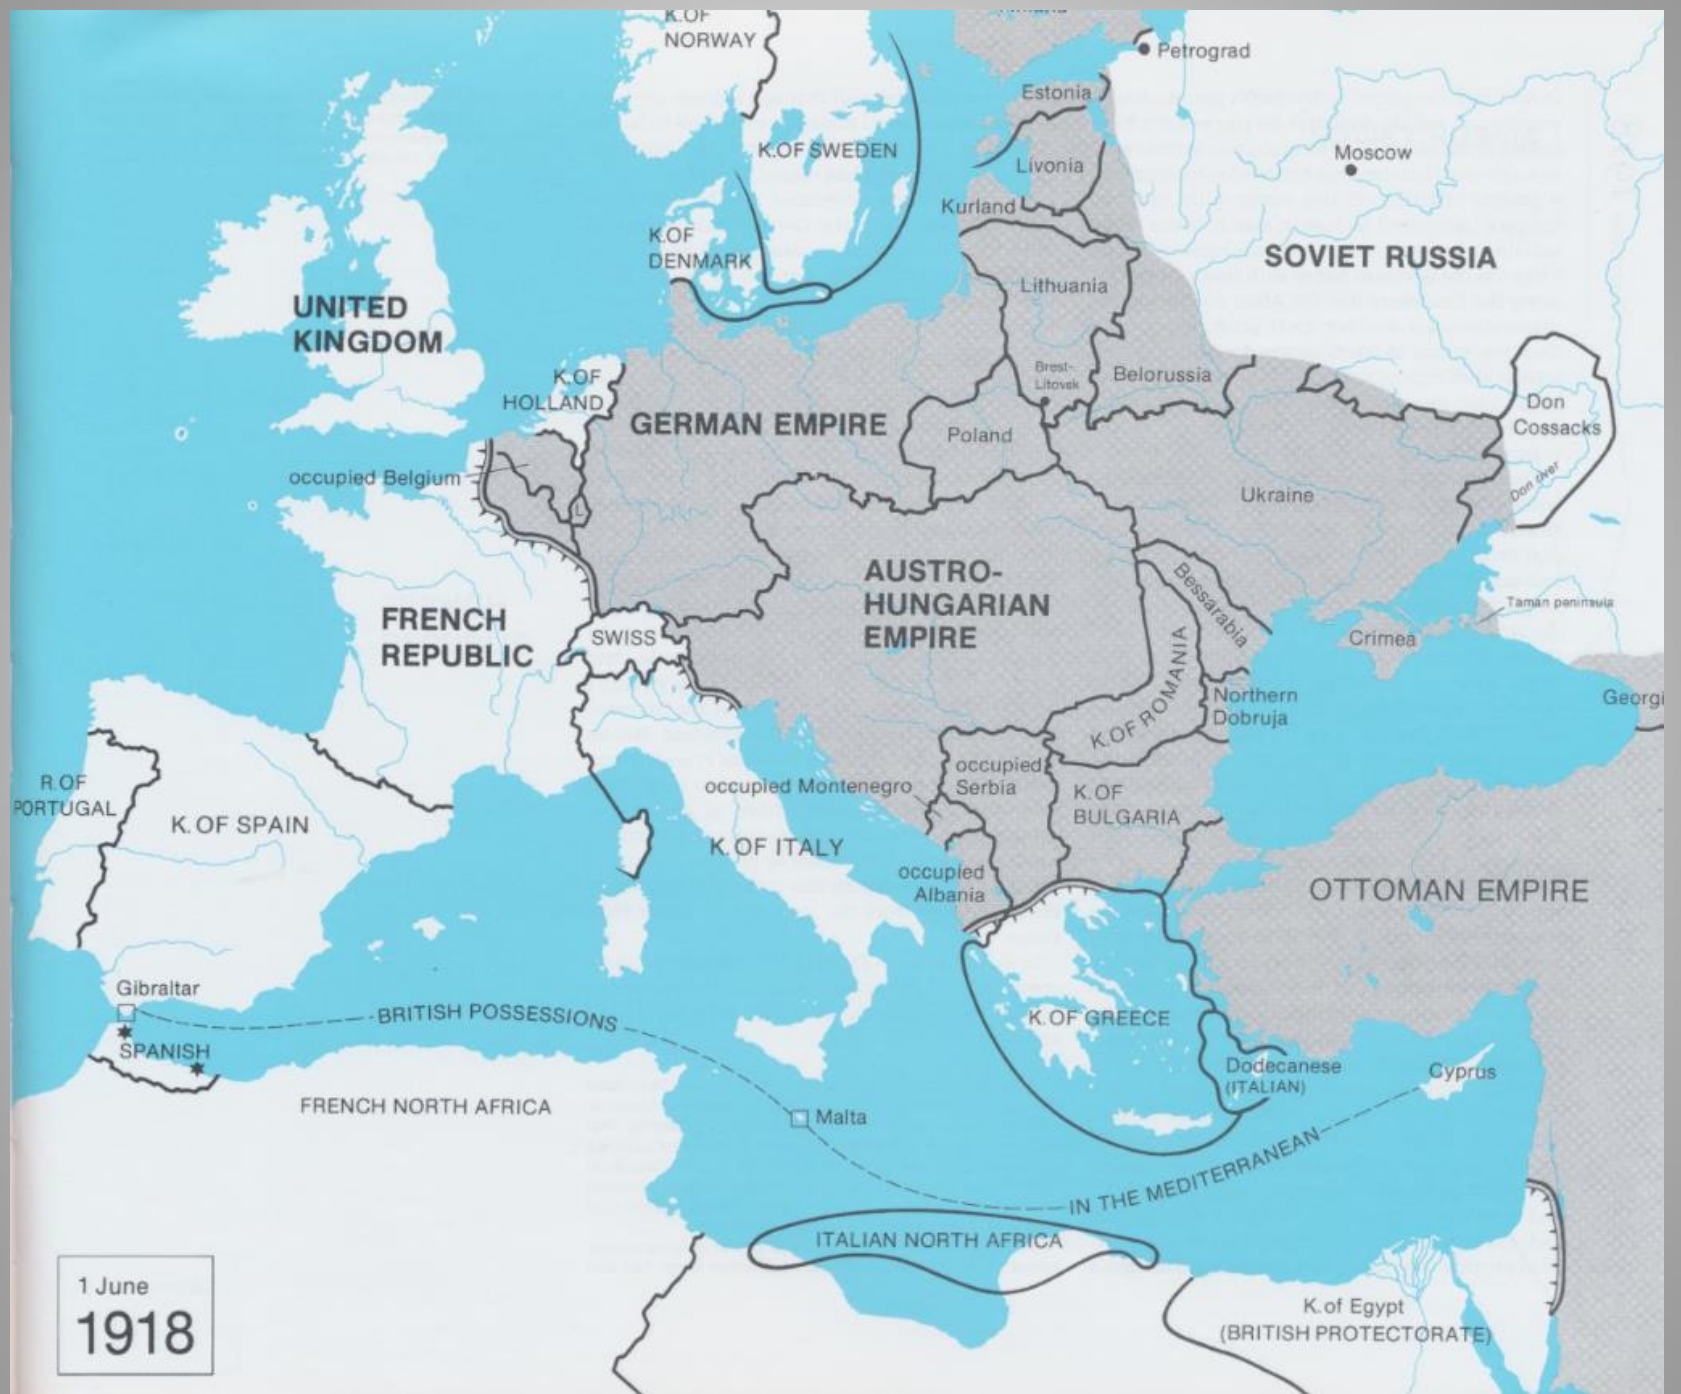 K.OF
NORWAY
Petrograd
Estonia
K.OF SWEDEN
Moscow
Livonia
Kurland
K.OF
DENMARK
SOVIET RUSSIA
Lithuania
UNITED
KINGDOM
K.OF
HOLLAND
Brest-
Litovsk
Belorussia
Don
Cossacks
GERMAN EMPIRE
Poland
occupied Belgium
Don river
Ukraine
L
AUSTRO-
HUNGARIAN
EMPIRE
Bessarabia
FRENCH
REPUBLIC
SWISS
Taman peninsula
Crimea
K.OF ROMANIA
Northern
Dobruja
Georgi
R.OF
PORTUGAL
K. OF SPAIN
occupied Montenegro
occupied
Serbia
K.OF
BULGARIA
K. OF ITALY
occupied
Albania
OTTOMAN EMPIRE
Gibraltar
BRITISH POSSESSIONS
SPANISH
K. OF GREECE
Dodecanese
(ITALIAN)
Cyprus
FRENCH NORTH AFRICA
Malta
IN THE MEDITERRANEAN
ITALIAN NORTH AFRICA
1 June
1918
K. of Egypt
(BRITISH PROTECTORATE)